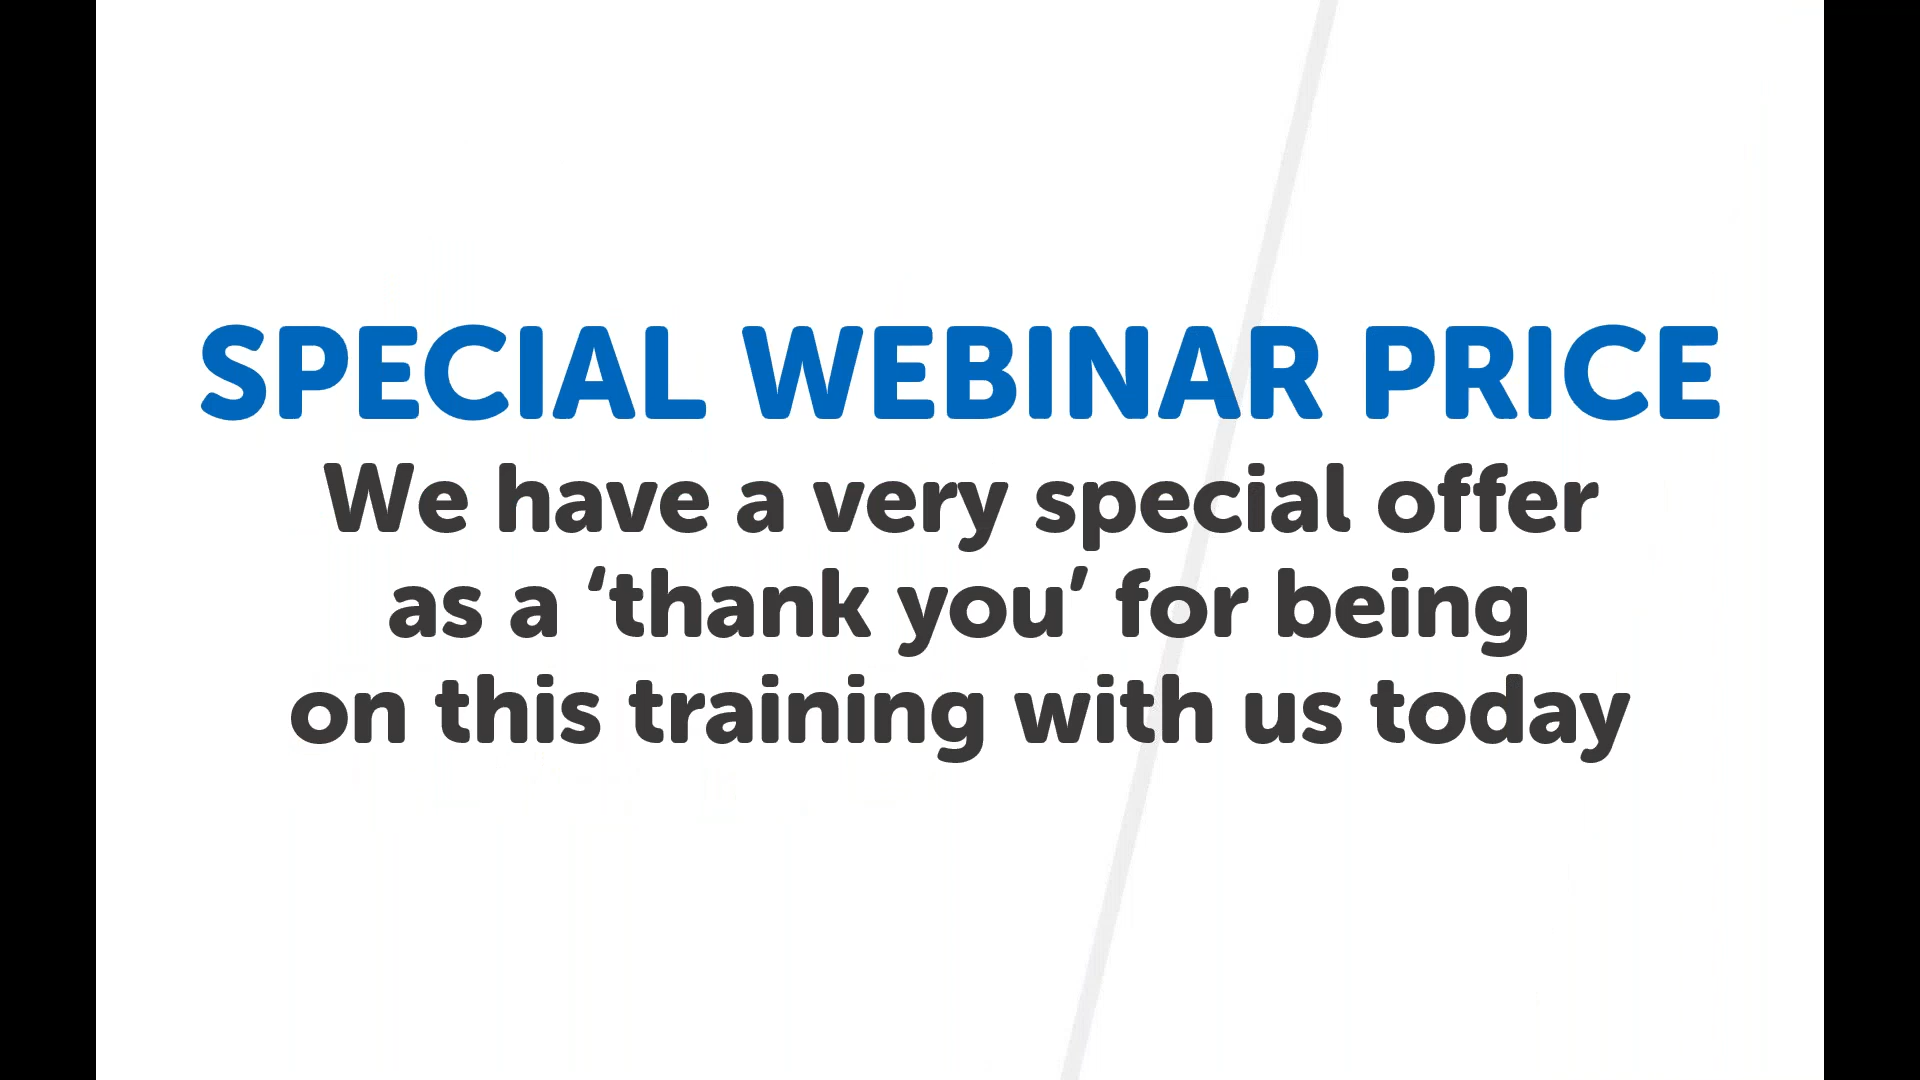 SPECIAL WEBINAR PRICE
We have a very special offer
as a ‘thank you’ for being
on this training with us today